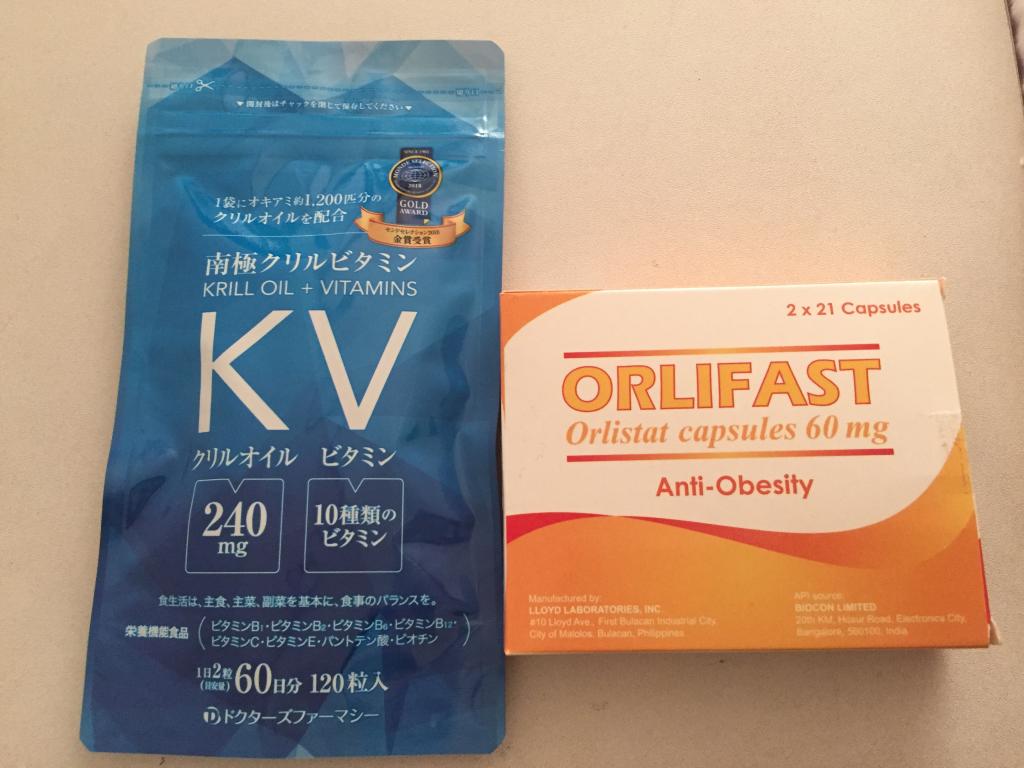 ▼開封後はチャックを閉じて保存してください▼
SINCE 1961
MONDE SELECTION
2018
GOLD
AWARD
モンドセレクション2018
金賞受賞
1袋にオキアミ約1,200匹分の
クリルオイルを配合
南極クリルビタミン
KRILL OIL + VITAMINS
KV
クリルオイル ビタミン
240
mg
10種類の
ビタミン
食生活は、主食、主菜、副菜を基本に、食事のバランスを。
栄養機能食品
ビタミンB1・ビタミンB2・ビタミンB6・ビタミンB12・
ビタミンC・ビタミンE・パントテン酸・ビオチン
1日2粒
(目安量)
60日分 120粒入
ドクターズファーマシー
2 x 21 Capsules
ORLIFAST
Orlistat capsules 60 mg
Anti-Obesity
Manufactured by:
LLOYD LABORATORIES, INC.
#10 Lloyd Ave., First Bulacan Industrial City,
City of Malolos, Bulacan, Philippines
API source:
BIOCON LIMITED
20th KM, Hosur Road, Electronics City,
Bangalore, 560100, India